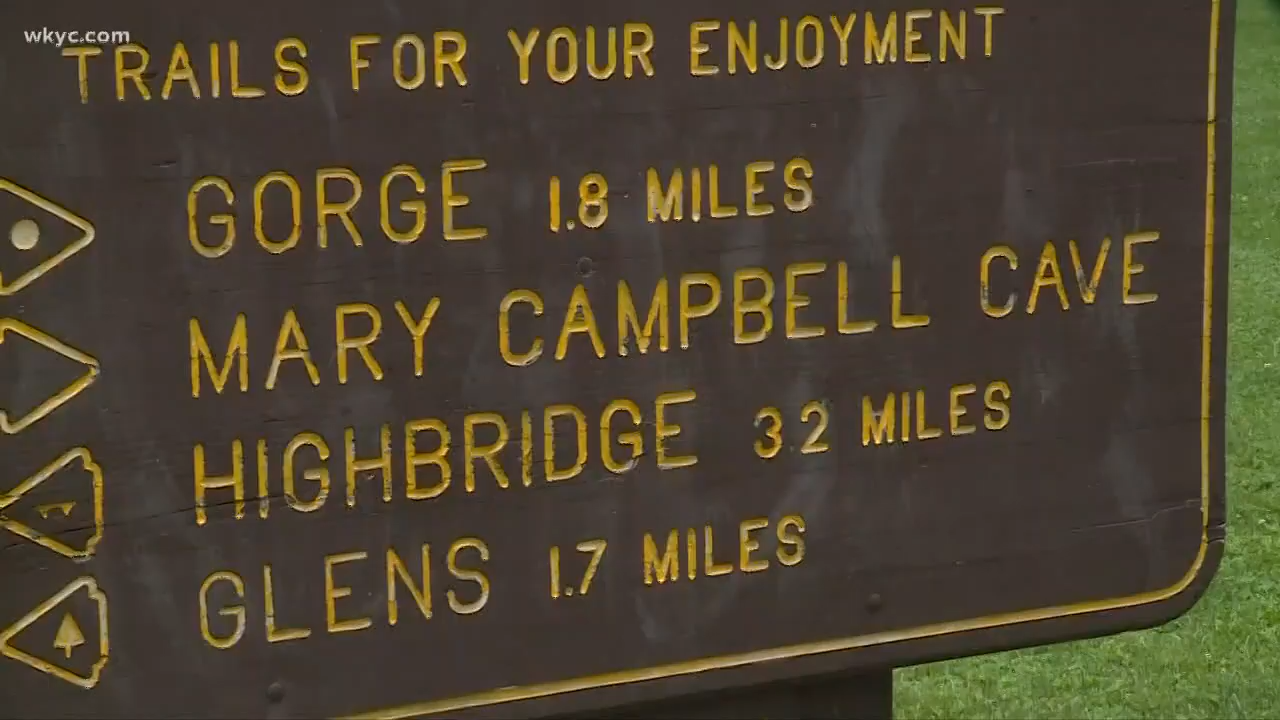 wkyc.com
TRAILS FOR YOUR ENJOYMENT
GORGE 1.8 MILES
MARY CAMPBELL CAVE
HIGHBRIDGE 3.2 MILES
GLENS 1.7 MILES